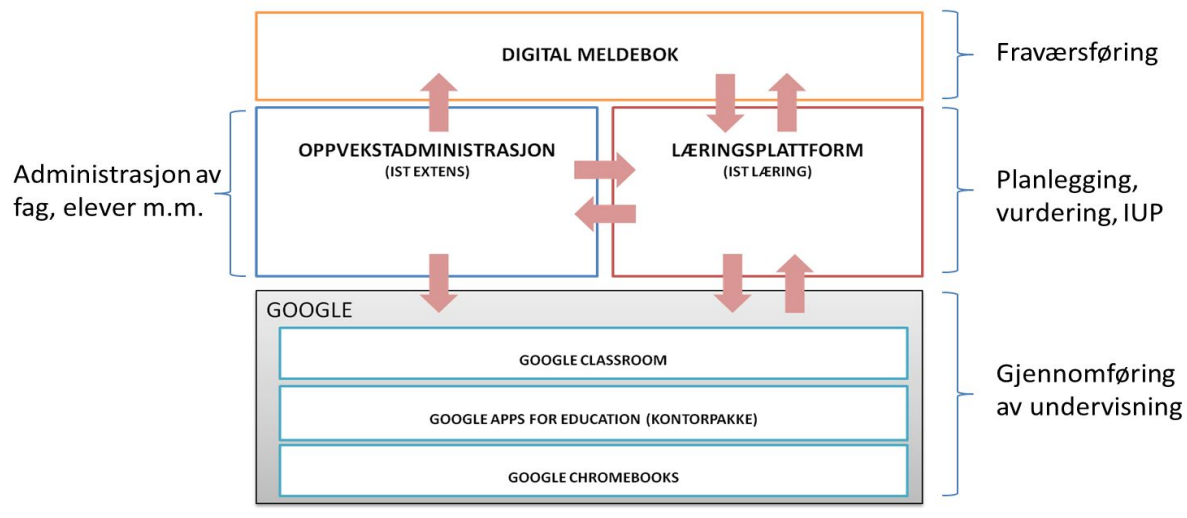 DIGITAL MELDEBOK
Fraværsføring
Administrasjon av
fag, elever m.m.
OPPVEKSTADMINISTRASJON
(IST EXTENS)
LÆRINGSPLATTFORM
(IST LÆRING)
Planlegging,
vurdering, IUP
GOOGLE
GOOGLE CLASSROOM
GOOGLE APPS FOR EDUCATION (KONTORPAKKE)
GOOGLE CHROMEBOOKS
Gjennomføring
av undervisning